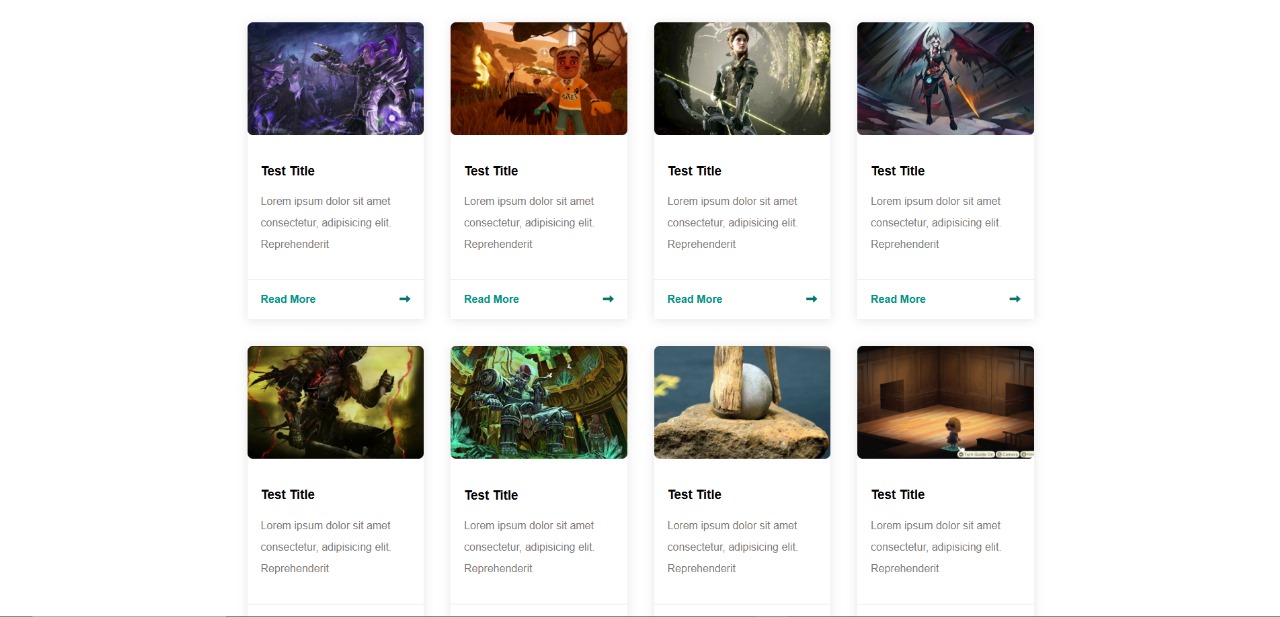 Test Title
Lorem ipsum dolor sit amet
consectetur, adipisicing elit.
Reprehenderit
Read More
Test Title
Lorem ipsum dolor sit amet
consectetur, adipisicing elit.
Reprehenderit
Read More
Test Title
Lorem ipsum dolor sit amet
consectetur, adipisicing elit.
Reprehenderit
Read More
Test Title
Lorem ipsum dolor sit amet
consectetur, adipisicing elit.
Reprehenderit
Read More
Test Title
Lorem ipsum dolor sit amet
consectetur, adipisicing elit.
Reprehenderit
Test Title
Lorem ipsum dolor sit amet
consectetur, adipisicing elit.
Reprehenderit
Test Title
Lorem ipsum dolor sit amet
consectetur, adipisicing elit.
Reprehenderit
Camera
Test Title
Lorem ipsum dolor sit amet
consectetur, adipisicing elit.
Reprehenderit